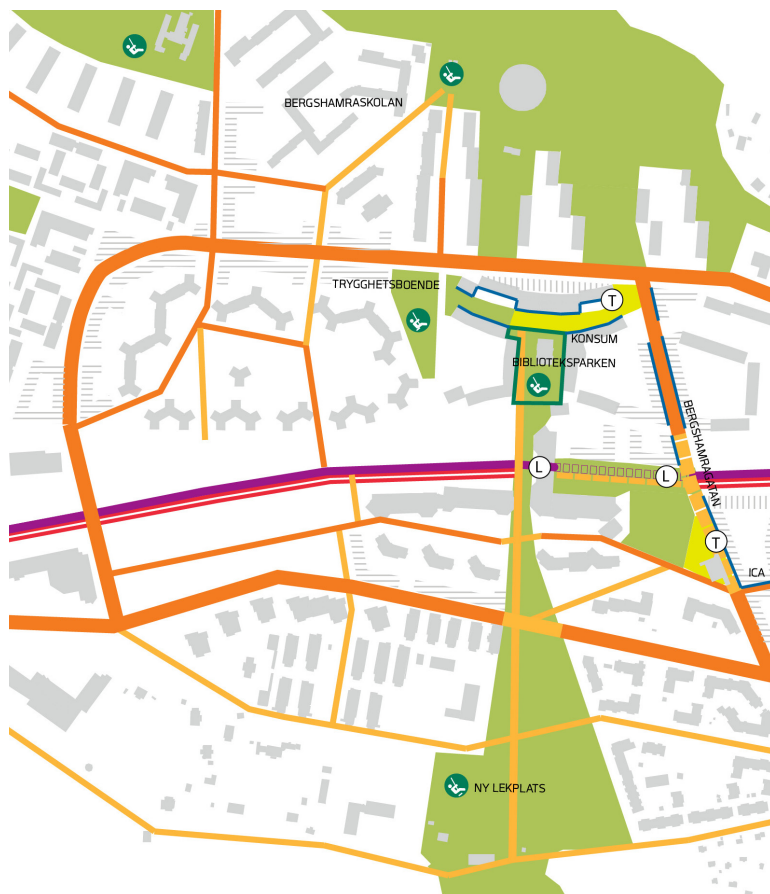 BERGSHAMRASKOLAN
TRYGGHETSBOENDE
T
KONSUM
BIBLIOTEKSPARKEN
BERGSHAMRAGATAN
L
L
T
ICA
NY LEKPLATS